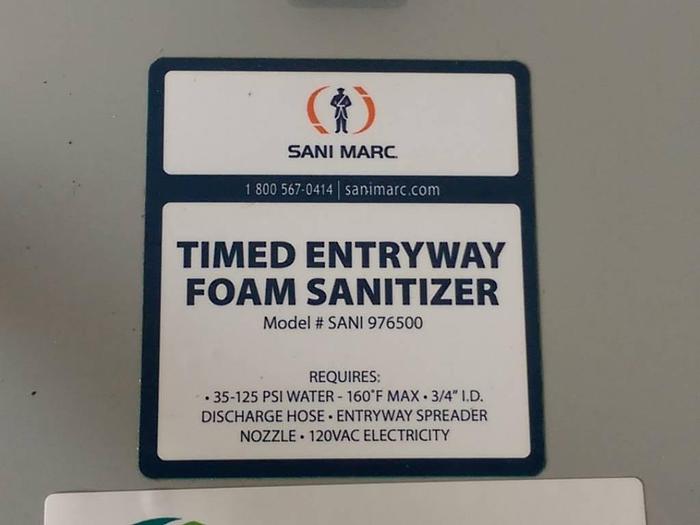 SANI MARC
1 800 567-0414 | sanimarc.com
TIMED ENTRYWAY
FOAM SANITIZER
Model # SANI 976500
REQUIRES:
• 35-125 PSI WATER - 160°F MAX • 3/4" I.D.
DISCHARGE HOSE • ENTRYWAY SPREADER
NOZZLE • 120VAC ELECTRICITY